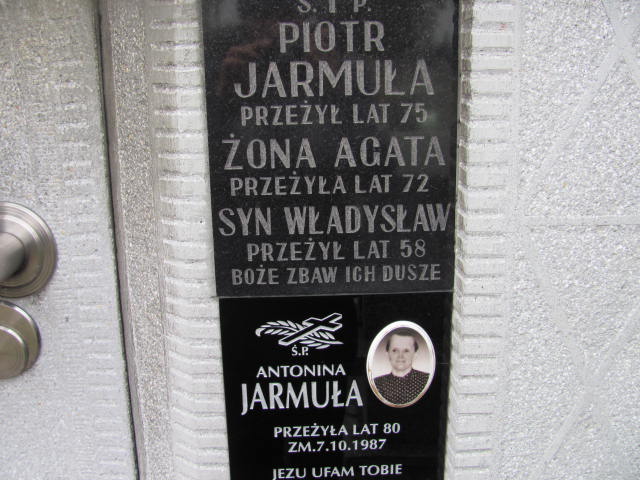 Ś. I P.
PIOTR
JARMUŁA
PRZEŻYŁ LAT 75
ŻONA AGATA
PRZEŻYŁA LAT 72
SYN WŁADYSŁAW
PRZEŻYŁ LAT 58
BOŻE ZBAW ICH DUSZE
Ś.P.
ANTONINA
JARMUŁA
PRZEŻYŁA LAT 80
ZM.7.10.1987
JEZU UFAM TOBIE